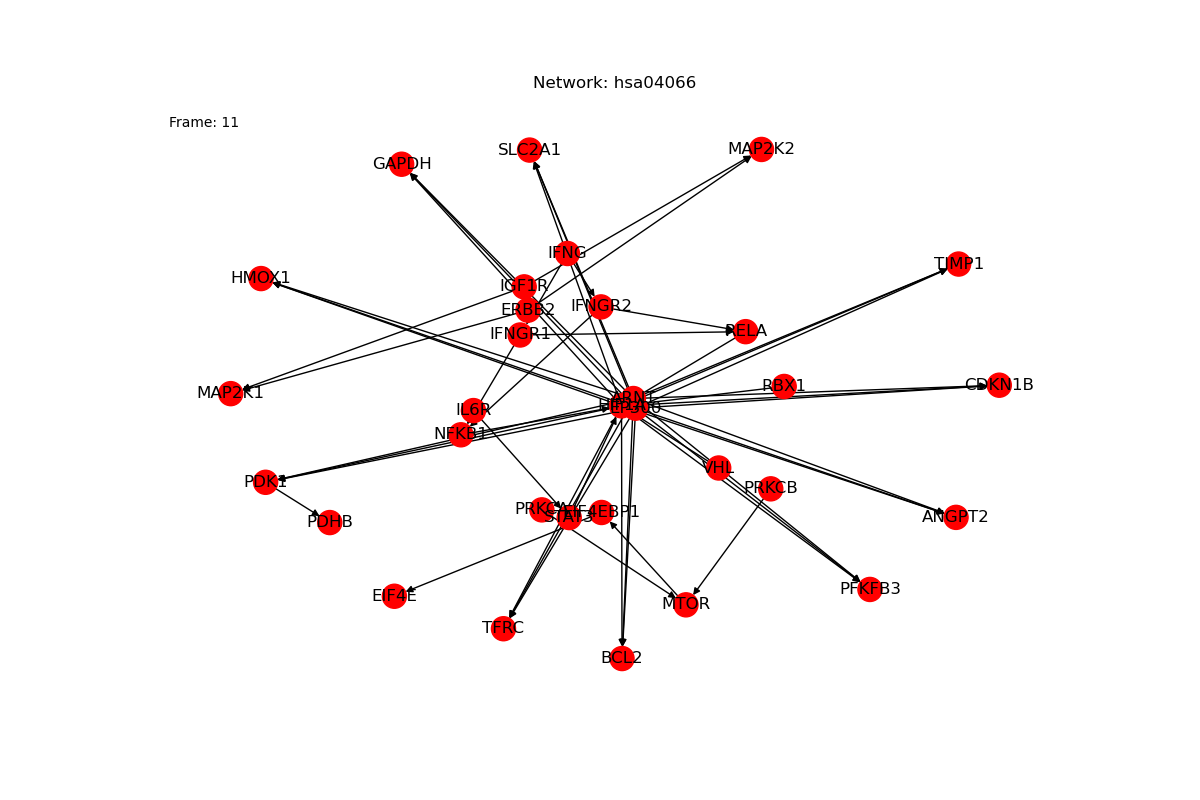 Network: hsa04066
Frame: 11
SLC2A1
MAP2K2
GAPDH
IFNG
TIMP1
HMOX1
IGF1R
IFNGR2
ERBB2
RELA
IFNGR1
RBX1
CDKN1B
MAP2K1
ARNT
EP300
IL6R
NFKB1
VHL
PDK1
PRKCB
PRKCA
EIF4EBP1
STAT3
ANGPT2
PDHB
PFKFB3
EIF4E
MTOR
TFRC
BCL2